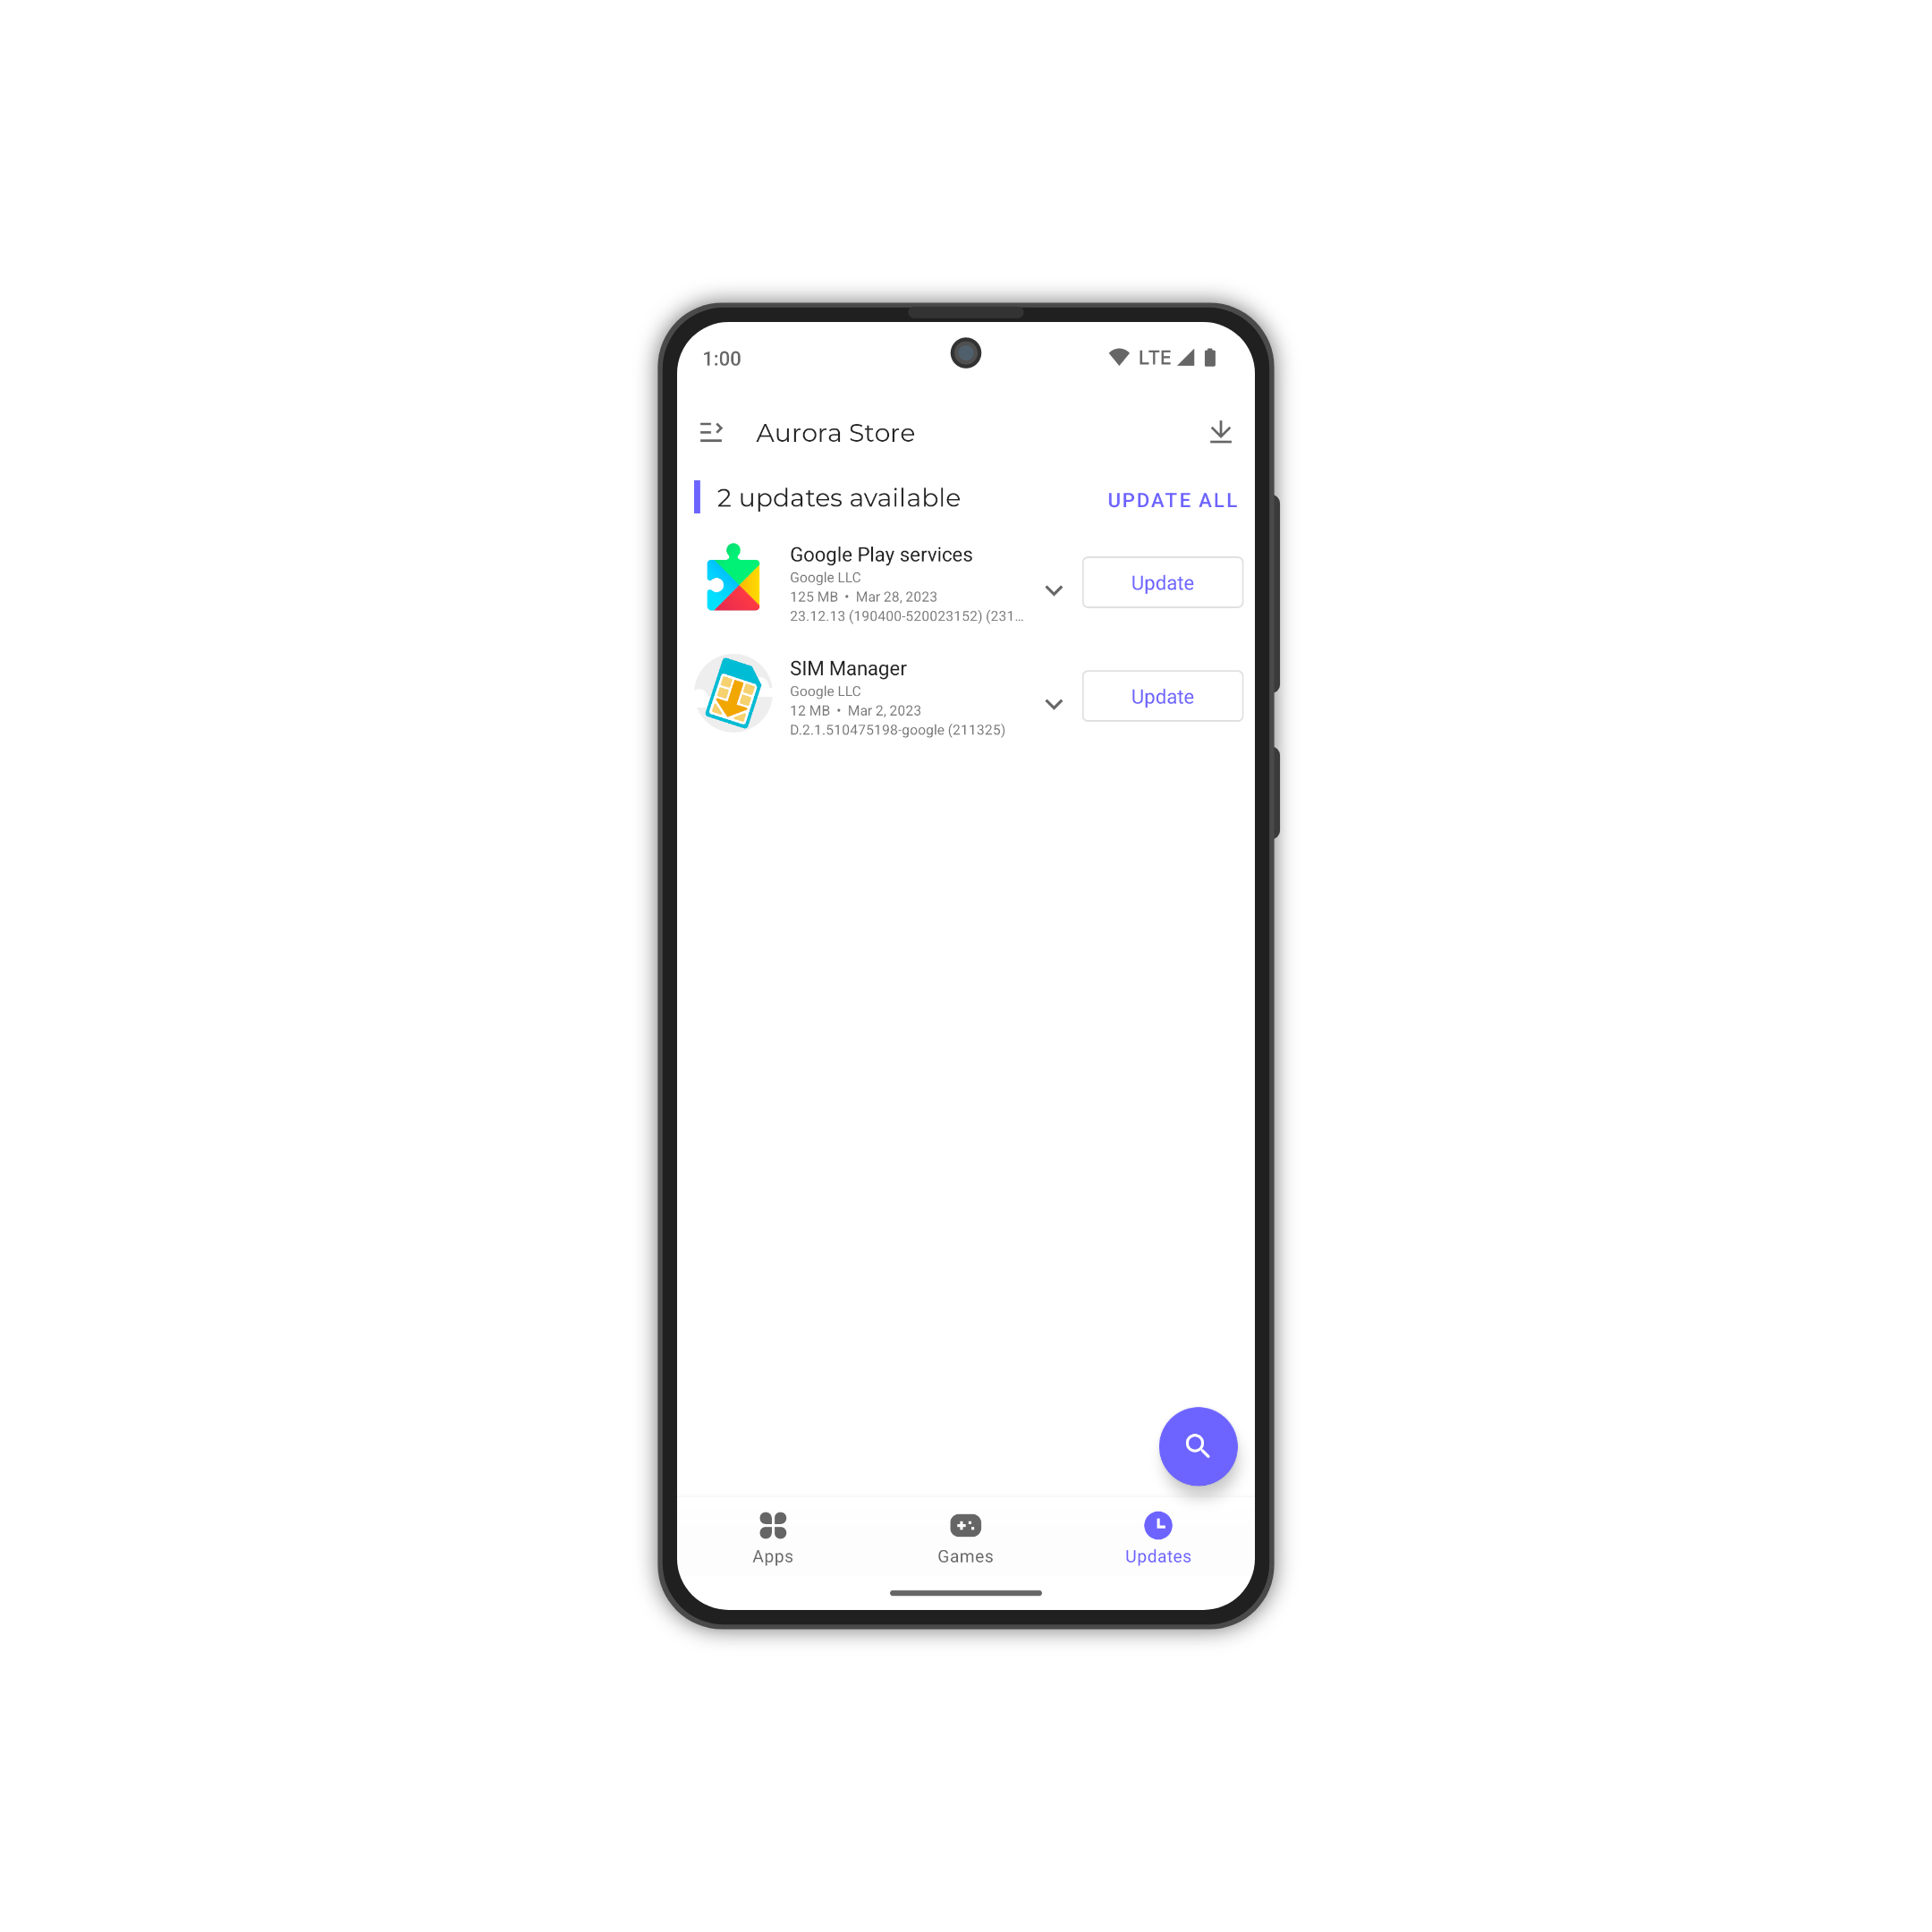 1:00
LTE
Aurora Store
2 updates available
UPDATE ALL
Google Play services
Google LLC
125 MB • Mar 28, 2023
23.12.13 (190400-520023152) (231…
Update
SIM Manager
Google LLC
12 MB • Mar 2, 2023
D.2.1.510475198-google (211325)
Update
Apps
Games
Updates